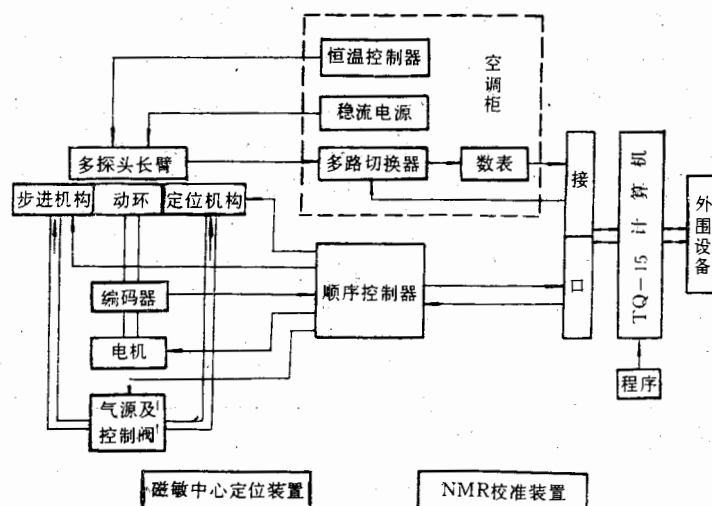 恒温控制器
空调柜
稳流电源
多探头长臂
多路切换器
数表
接口
TQ-15 计算机
外围设备
步进机构
动环
定位机构
顺序控制器
编码器
电机
气源及
控制阀
程序
磁敏中心定位装置
NMR校准装置